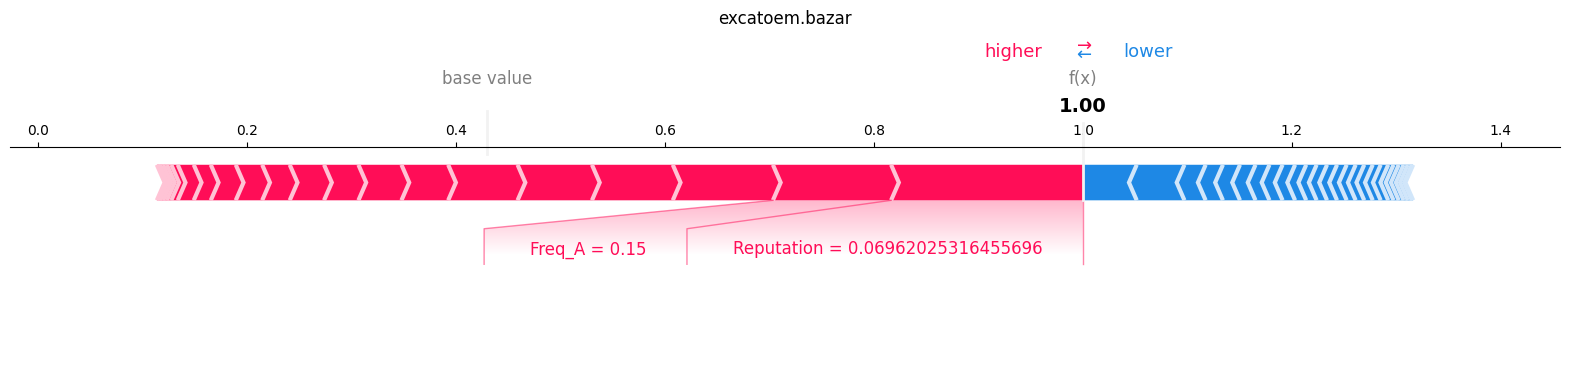 excatoem.bazar
higher → ← lower
base value f(x)
1.00
0.0 0.2 0.4 0.6 0.8 1.0 1.2 1.4
Freq_A = 0.15 Reputation = 0.06962025316455696